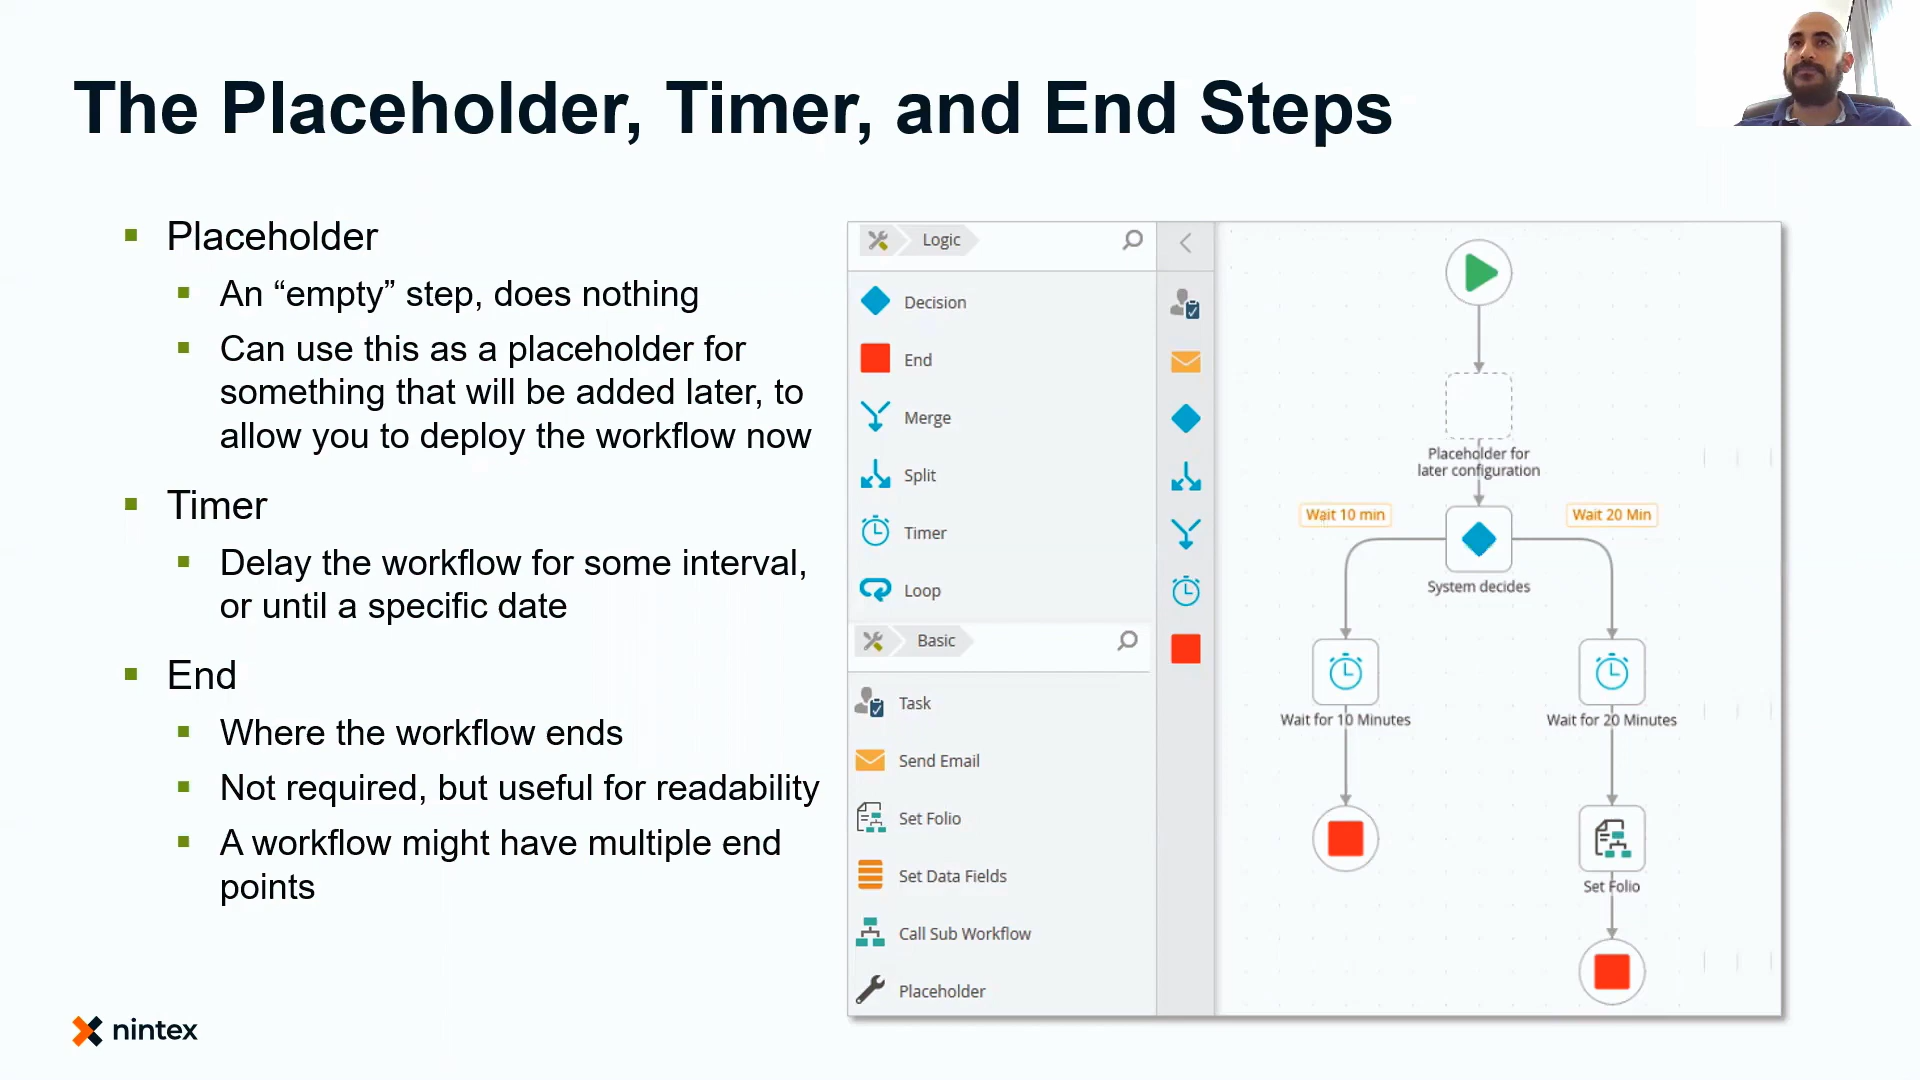 The Placeholder, Timer, and End Steps
Placeholder
An “empty” step, does nothing
Can use this as a placeholder for
something that will be added later, to
allow you to deploy the workflow now
Timer
Delay the workflow for some interval,
or until a specific date
End
Where the workflow ends
Not required, but useful for readability
A workflow might have multiple end
points
nintex
Logic
Decision
End
Merge
Split
Timer
Loop
Basic
Task
Send Email
Set Folio
Set Data Fields
Call Sub Workflow
Placeholder
Placeholder for
later configuration
Wait 10 min
Wait 20 Min
System decides
Wait for 10 Minutes
Wait for 20 Minutes
Set Folio